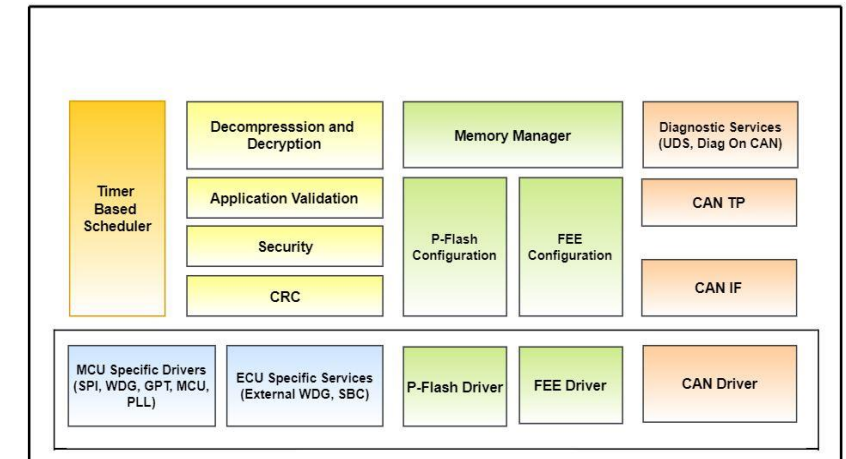 Timer
Based
Scheduler
Decompresssion and
Decryption
Application Validation
Security
CRC
Memory Manager
P-Flash
Configuration
FEE
Configuration
Diagnostic Services
(UDS, Diag On CAN)
CAN TP
CAN IF
MCU Specific Drivers
(SPI, WDG, GPT, MCU,
PLL)
ECU Specific Services
(External WDG, SBC)
P-Flash Driver
FEE Driver
CAN Driver